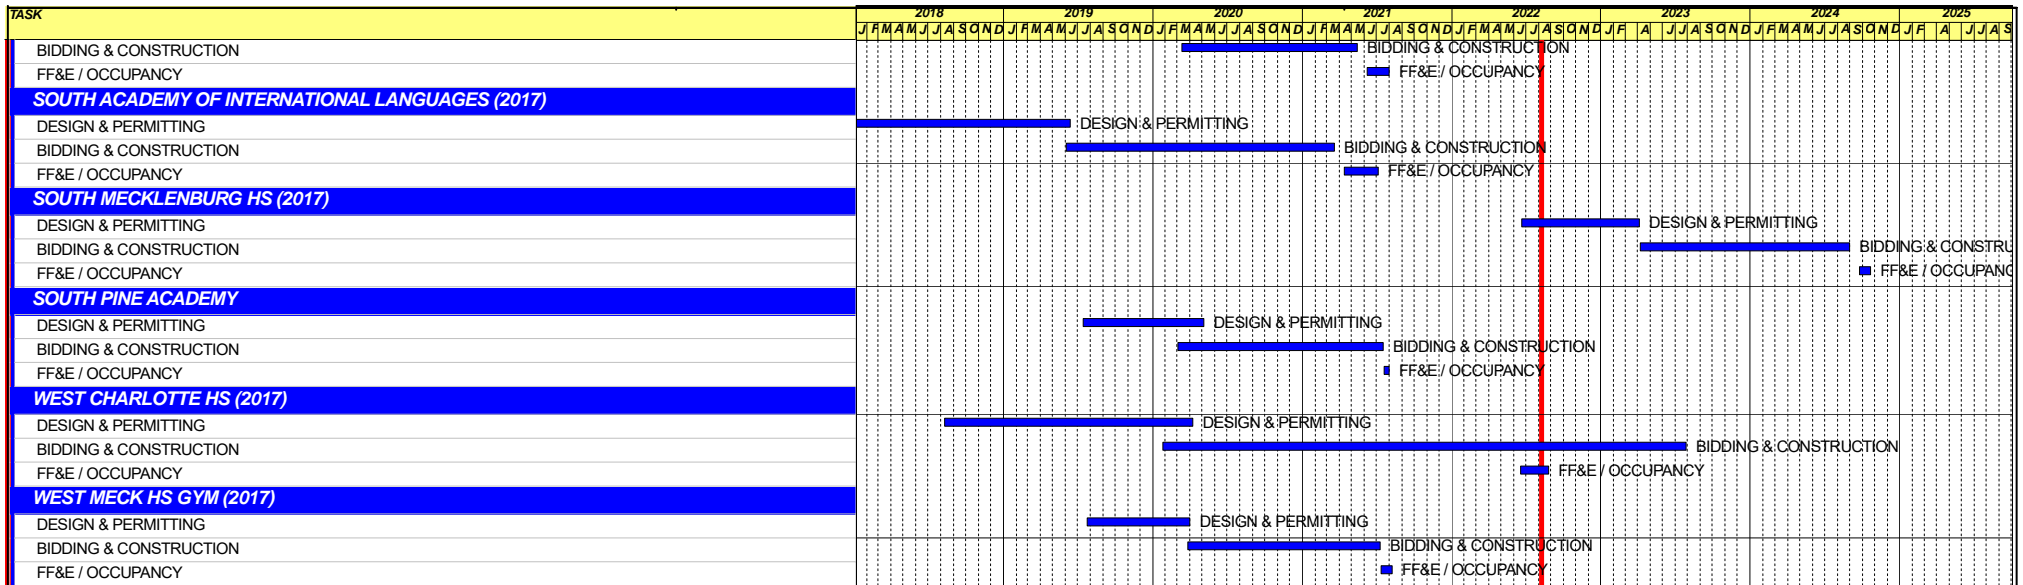 TASK 2018 2019 2020 2021 2022 2023 2024 2025
J F M A M J J A S O N D J F M A M J J A S O N D J F M A M J J A S O N D J F M A M J J A S O N D J F M A M J J A S O N D J F A J J A S O N D J F M A M J J A S O N D J F A J J A S
BIDDING & CONSTRUCTION BIDDING & CONSTRUCTION
FF&E / OCCUPANCY FF&E / OCCUPANCY
SOUTH ACADEMY OF INTERNATIONAL LANGUAGES (2017)
DESIGN & PERMITTING DESIGN & PERMITTING
BIDDING & CONSTRUCTION BIDDING & CONSTRUCTION
FF&E / OCCUPANCY FF&E / OCCUPANCY
SOUTH MECKLENBURG HS (2017)
DESIGN & PERMITTING DESIGN & PERMITTING
BIDDING & CONSTRUCTION BIDDING & CONSTRU
FF&E / OCCUPANCY FF&E / OCCUPANC
SOUTH PINE ACADEMY
DESIGN & PERMITTING DESIGN & PERMITTING
BIDDING & CONSTRUCTION BIDDING & CONSTRUCTION
FF&E / OCCUPANCY FF&E / OCCUPANCY
WEST CHARLOTTE HS (2017)
DESIGN & PERMITTING DESIGN & PERMITTING
BIDDING & CONSTRUCTION BIDDING & CONSTRUCTION
FF&E / OCCUPANCY FF&E / OCCUPANCY
WEST MECK HS GYM (2017)
DESIGN & PERMITTING DESIGN & PERMITTING
BIDDING & CONSTRUCTION BIDDING & CONSTRUCTION
FF&E / OCCUPANCY FF&E / OCCUPANCY